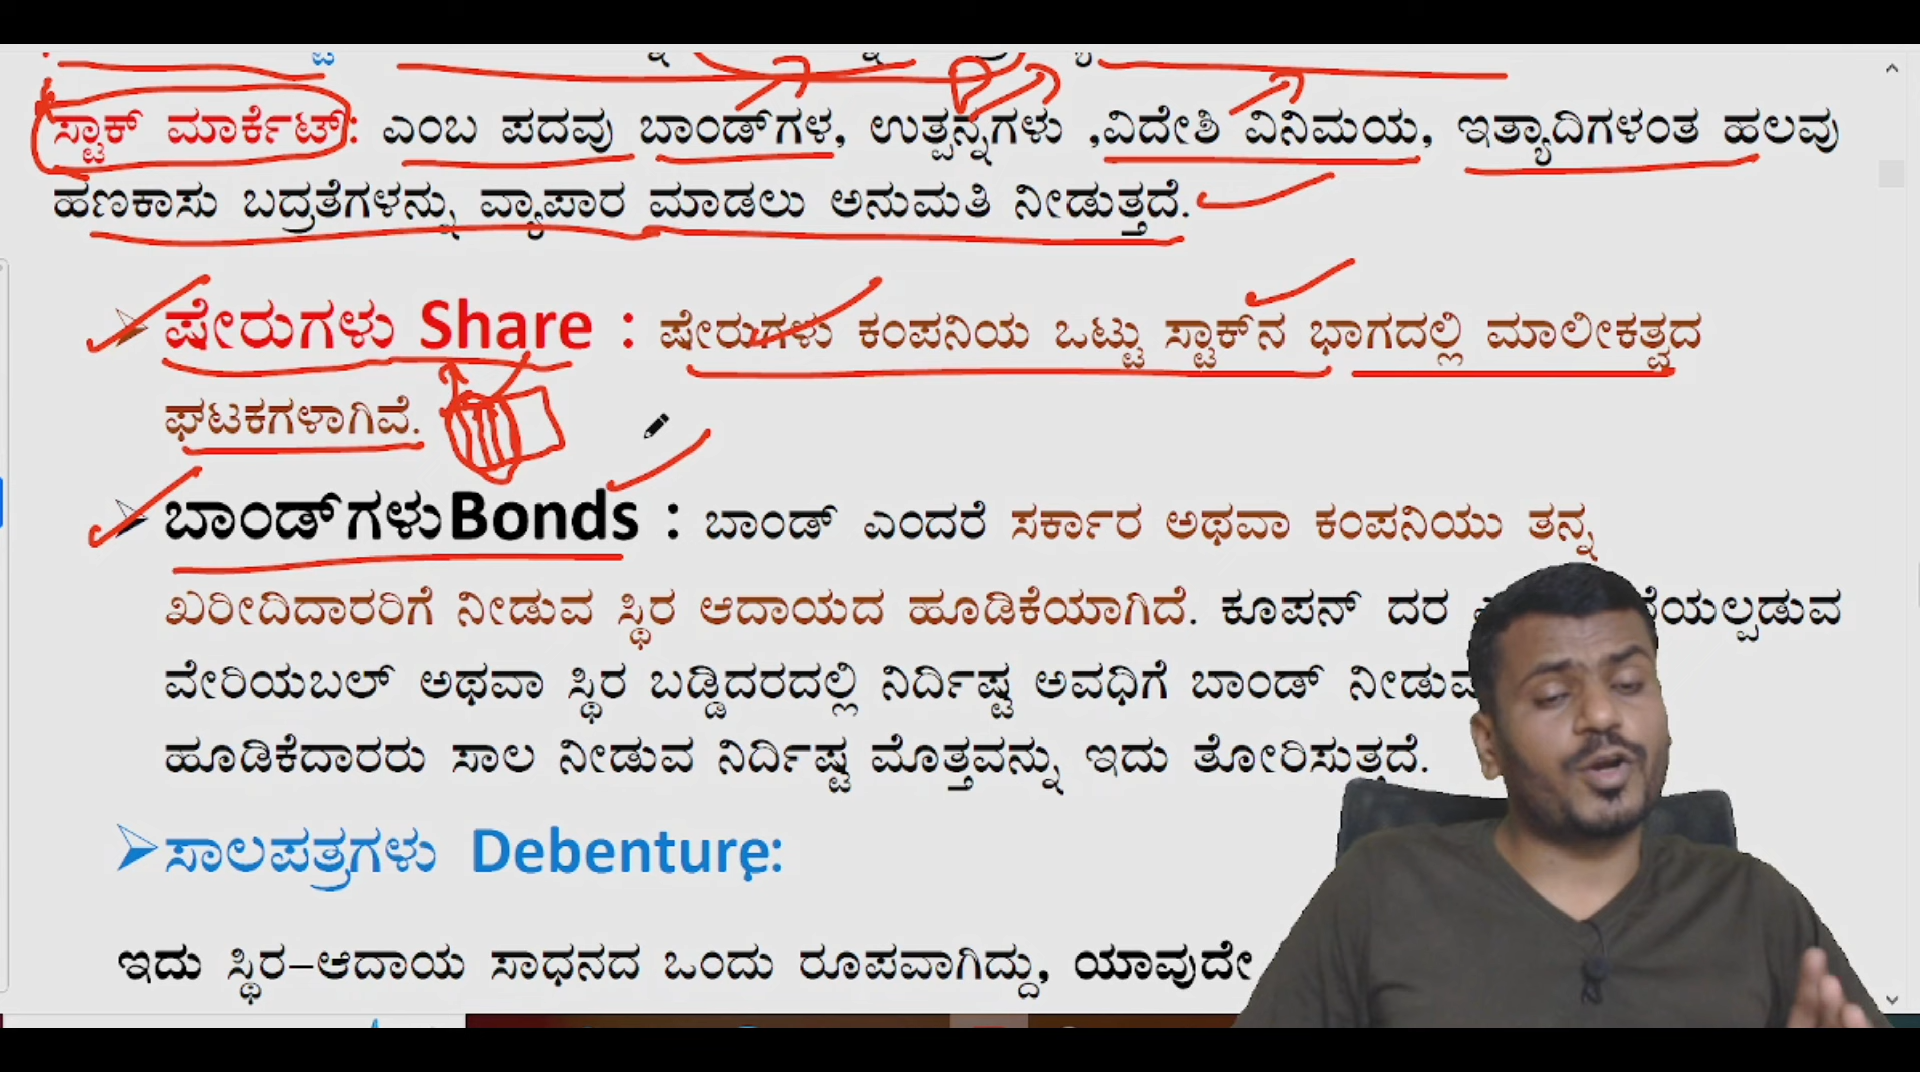 ಸ್ಟಾಕ್ ಮಾರ್ಕೆಟ್: ಎಂಬ ಪದವು ಬಾಂಡ್‌ಗಳ, ಉತ್ಪನ್ನಗಳು ,ವಿದೇಶಿ ವಿನಿಮಯ, ಇತ್ಯಾದಿಗಳಂತ ಹಲವು
ಹಣಕಾಸು ಬದ್ರತೆಗಳನ್ನು ವ್ಯಾಪಾರ ಮಾಡಲು ಅನುಮತಿ ನೀಡುತ್ತದೆ.
ಷೇರುಗಳು Share : ಷೇರುಗಳು ಕಂಪನಿಯ ಒಟ್ಟು ಸ್ಟಾಕ್‌ನ ಭಾಗದಲ್ಲಿ ಮಾಲೀಕತ್ವದ
ಘಟಕಗಳಾಗಿವೆ.
ಬಾಂಡ್‌ಗಳು Bonds : ಬಾಂಡ್ ಎಂದರೆ ಸರ್ಕಾರ ಅಥವಾ ಕಂಪನಿಯು ತನ್ನ
ಖರೀದಿದಾರರಿಗೆ ನೀಡುವ ಸ್ಥಿರ ಆದಾಯದ ಹೂಡಿಕೆಯಾಗಿದೆ. ಕೂಪನ್ ದರ
ವೇರಿಯಬಲ್ ಅಥವಾ ಸ್ಥಿರ ಬಡ್ಡಿದರದಲ್ಲಿ ನಿರ್ದಿಷ್ಟ ಅವಧಿಗೆ ಬಾಂಡ್
ಹೂಡಿಕೆದಾರರು ಸಾಲ ನೀಡುವ ನಿರ್ದಿಷ್ಟ ಮೊತ್ತವನ್ನು ಇದು ತೋರಿಸುತ್ತದೆ.
ಸಾಲಪತ್ರಗಳು Debenture:
ಇದು ಸ್ಥಿರ-ಆದಾಯ ಸಾಧನದ ಒಂದು ರೂಪವಾಗಿದ್ದು, ಯಾವುದೇ